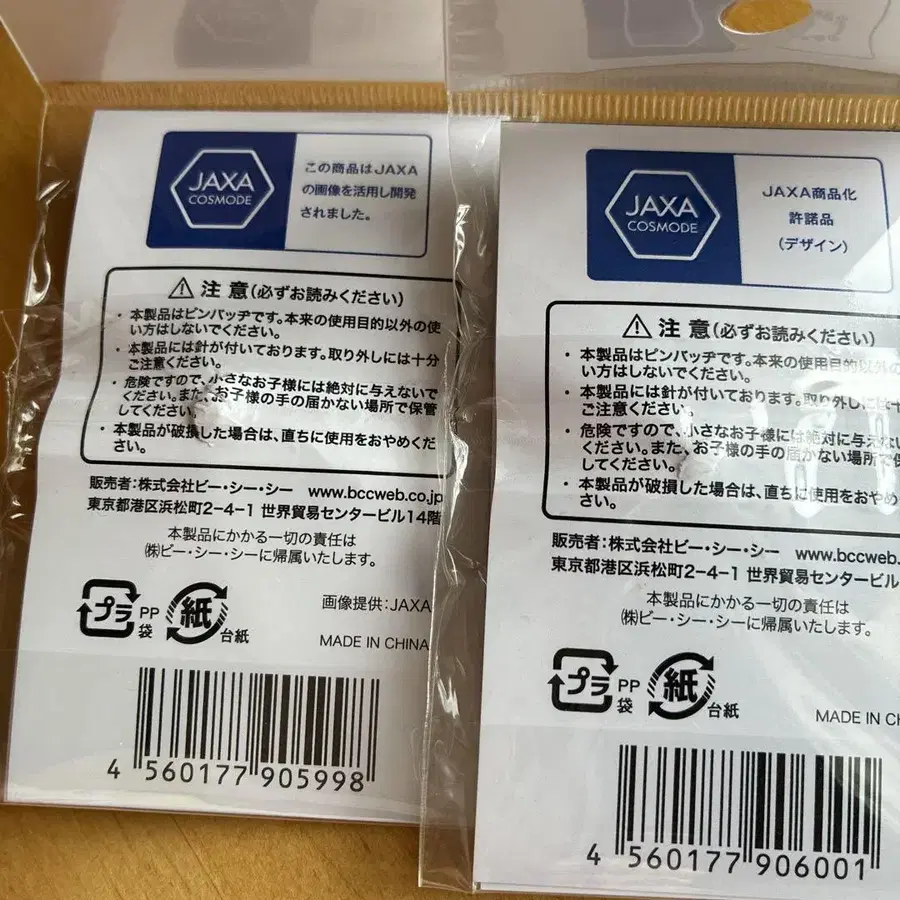 JAXA
COSMODE
この商品はJAXA
の画像を活用し開発
されました。
⚠ 注意(必ずお読みください)
・本製品はピンバッヂです。本来の使用目的以外の使
い方はしないでください。
・本製品には針が付いております。取り外しには十分
ご注意ください。
・危険ですので、小さなお子様には絶対に与えないで
ください。また、お子様の手の届かない場所で保管
してください。
・本製品が破損した場合は、直ちに使用をおやめくだ
さい。
販売者:株式会社ビー・シー・シー www.bccweb.co.jp
東京都港区浜松町2-4-1 世界貿易センタービル14階
本製品にかかる一切の責任は
㈱ビー・シー・シーに帰属いたします。
プラ PP
袋
紙 台紙
画像提供:JAXA
MADE IN CHINA
4 560177 905998
JAXA
COSMODE
JAXA商品化
許諾品
(デザイン)
⚠ 注意(必ずお読みください)
・本製品はピンバッヂです。本来の使用目的以外の
い方はしないでください。
・本製品には針が付いております。取り外しには十
ご注意ください。
・危険ですので、小さなお子様には絶対に与えない
ください。また、お子様の手の届かない場所で保
してください。
・本製品が破損した場合は、直ちに使用をおやめ
さい。
販売者:株式会社ビー・シー・シー www.bccweb.
東京都港区浜松町2-4-1 世界貿易センタービル
本製品にかかる一切の責任は
㈱ビー・シー・シーに帰属いたします。
プラ PP
袋
紙 台紙
MADE IN CH
4 560177 906001